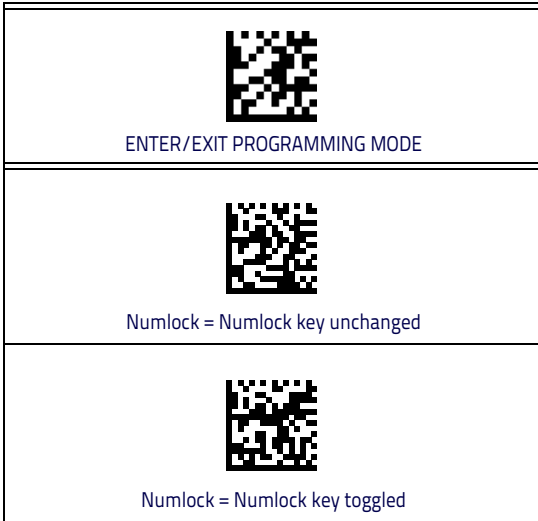 ENTER/EXIT PROGRAMMING MODE
Numlock = Numlock key unchanged
Numlock = Numlock key toggled